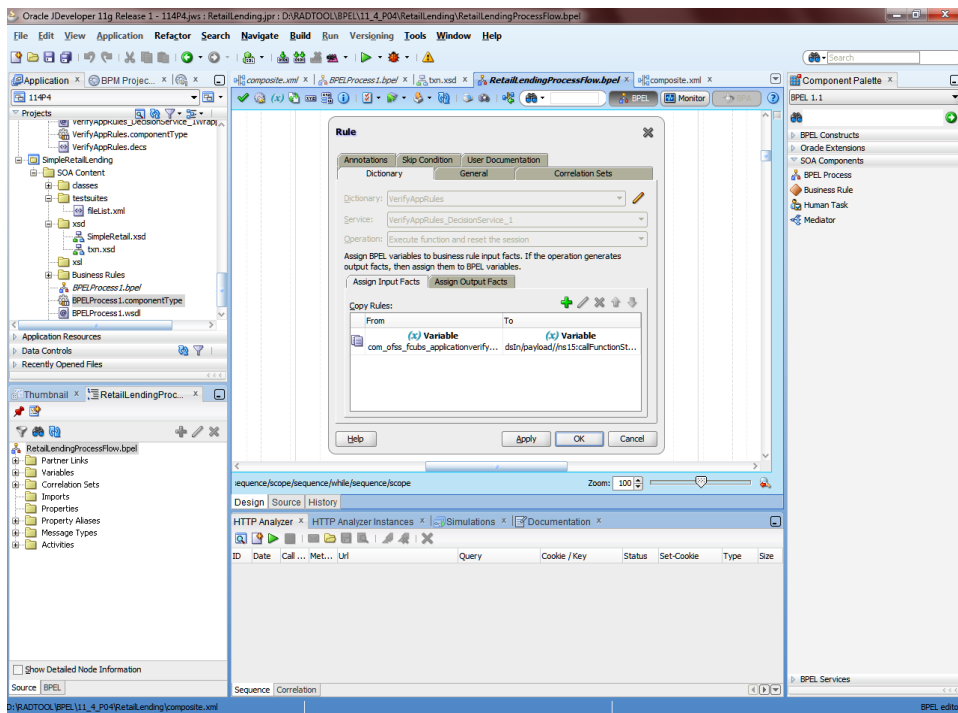 Oracle JDeveloper 11g Release 1 - 114P4.jws : RetailLending.jpr : D:\RADTOOL\BPEL\11_4_P04\RetailLending\RetailLendingProcessFlow.bpel
File Edit View Application Refactor Search Navigate Build Run Versioning Tools Window Help
Search
Application BPM Projec...
114P4
Projects
VerifyAppRules_DecisionService_1Wrap
VerifyAppRules.componentType
VerifyAppRules.decs
SimpleRetailLending
SOA Content
classes
testsuites
fileList.xml
xsd
SimpleRetail.xsd
txn.xsd
xsl
Business Rules
BPELProcess1.bpel
BPELProcess1.componentType
BPELProcess1.wsdl
Application Resources
Data Controls
Recently Opened Files
Thumbnail RetailLendingProc...
RetailLendingProcessFlow.bpel
Partner Links
Variables
Correlation Sets
Imports
Properties
Property Aliases
Message Types
Activities
Show Detailed Node Information
Source BPEL
composite.xml BPELProcess1.bpel txn.xsd RetailLendingProcessFlow.bpel composite.xml
BPEL Monitor BPA
Rule
Annotations Skip Condition User Documentation
Dictionary General Correlation Sets
Dictionary: VerifyAppRules
Service: VerifyAppRules_DecisionService_1
Operation: Execute function and reset the session
Assign BPEL variables to business rule input facts. If the operation generates
output facts, then assign them to BPEL variables.
Assign Input Facts Assign Output Facts
Copy Rules:
From To
(x) Variable (x) Variable
com_ofss_fcubs_applicationverify... dsIn/payload//ns15:callFunctionSt...
Help Apply OK Cancel
sequence/scope/sequence/while/sequence/scope Zoom: 100
Design Source History
HTTP Analyzer HTTP Analyzer Instances Simulations Documentation
ID Date Call ... Met... Url Query Cookie / Key Status Set-Cookie Type Size
Sequence Correlation
Component Palette
BPEL 1.1
BPEL Constructs
Oracle Extensions
SOA Components
BPEL Process
Business Rule
Human Task
Mediator
BPEL Services
D:\RADTOOL\BPEL\11_4_P04\RetailLending\composite.xml BPEL edito